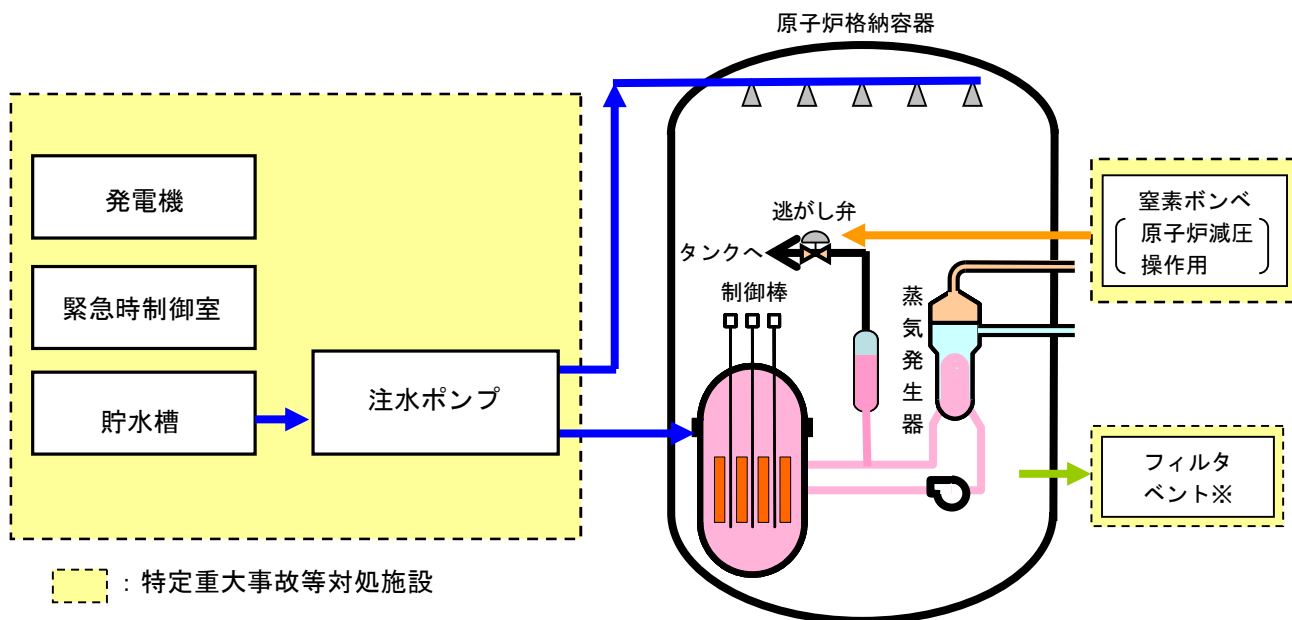 原子炉格納容器
発電機
緊急時制御室
貯水槽
注水ポンプ
逃がし弁
タンクへ
制御棒
蒸気発生器
窒素ボンベ
原子炉減圧
操作用
フィルタ
ベント※
：特定重大事故等対処施設